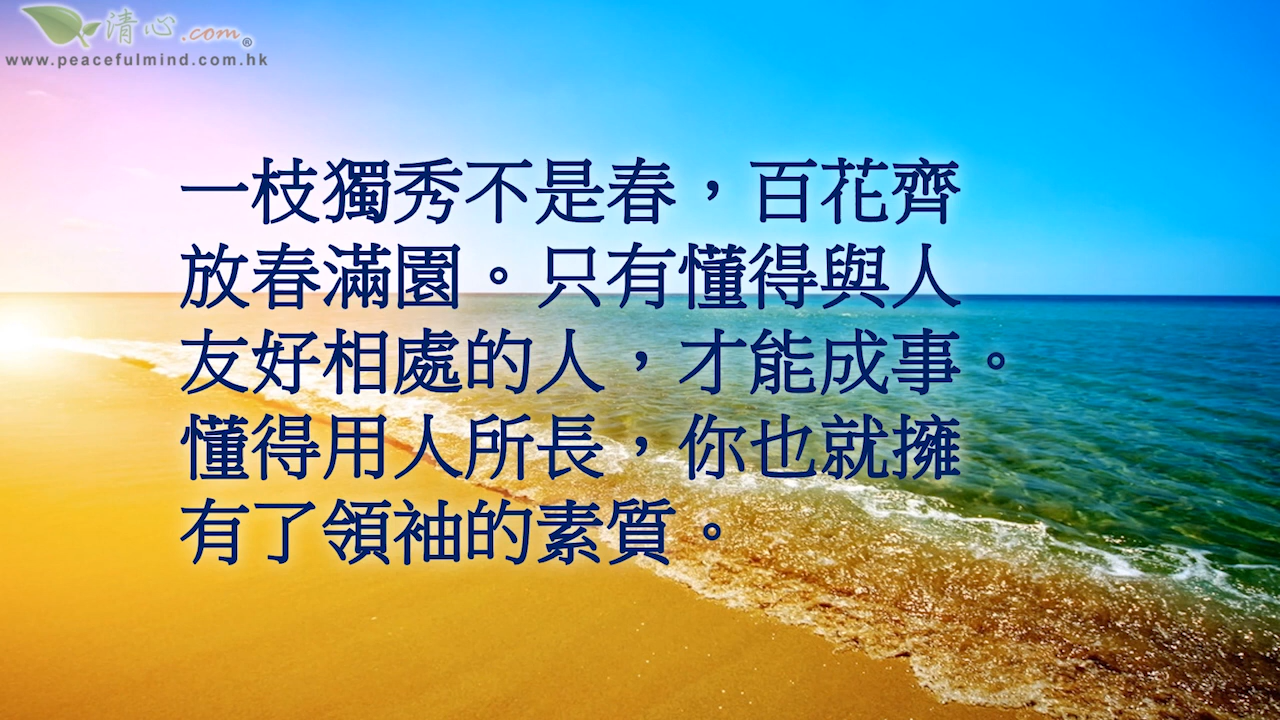 清心.com®
www.peacefulmind.com.hk
一枝獨秀不是春，百花齊
放春滿園。只有懂得與人
友好相處的人，才能成事。
懂得用人所長，你也就擁
有了領袖的素質。